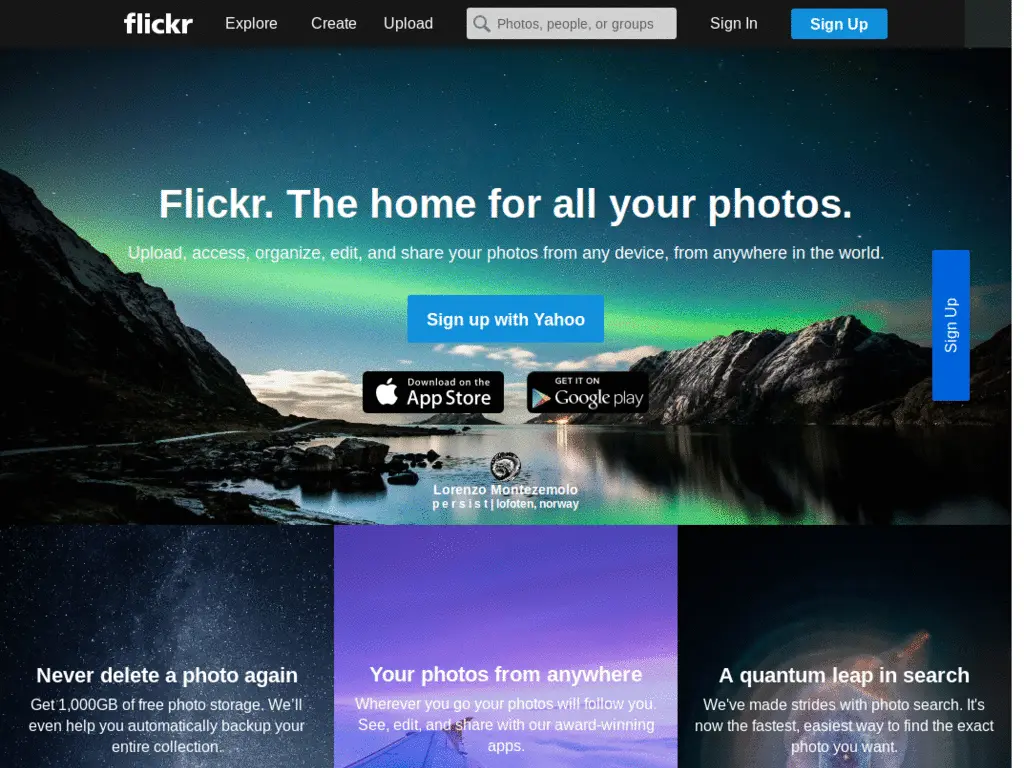 flickr Explore Create Upload Photos, people, or groups Sign In Sign Up
Flickr. The home for all your photos.
Upload, access, organize, edit, and share your photos from any device, from anywhere in the world.
Sign Up
Sign up with Yahoo
Download on the
App Store
GET IT ON
Google play
Lorenzo Montezemolo
p e r s i s t | lofoten, norway
Never delete a photo again
Get 1,000GB of free photo storage. We'll
even help you automatically backup your
entire collection.
Your photos from anywhere
Wherever you go your photos will follow you.
See, edit, and share with our award-winning
apps.
A quantum leap in search
We've made strides with photo search. It's
now the fastest, easiest way to find the exact
photo you want.